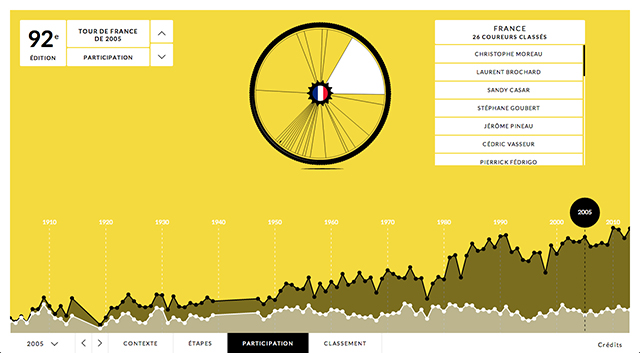 92e
ÉDITION
TOUR DE FRANCE
DE 2005
PARTICIPATION
FRANCE
26 COUREURS CLASSÉS
CHRISTOPHE MOREAU
LAURENT BROCHARD
SANDY CASAR
STÉPHANE GOUBERT
JÉRÔME PINEAU
CÉDRIC VASSEUR
PIERRICK FÉDRIGO
2005
1910 1920 1930 1940 1950 1960 1970 1980 1990 2000 2010
2005 CONTEXTE ÉTAPES PARTICIPATION CLASSEMENT Crédits